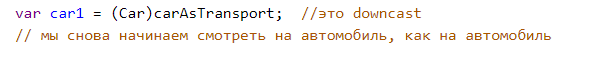 var car1 = (Car)carAsTransport;  //это downcast
// мы снова начинаем смотреть на автомобиль, как на автомобиль